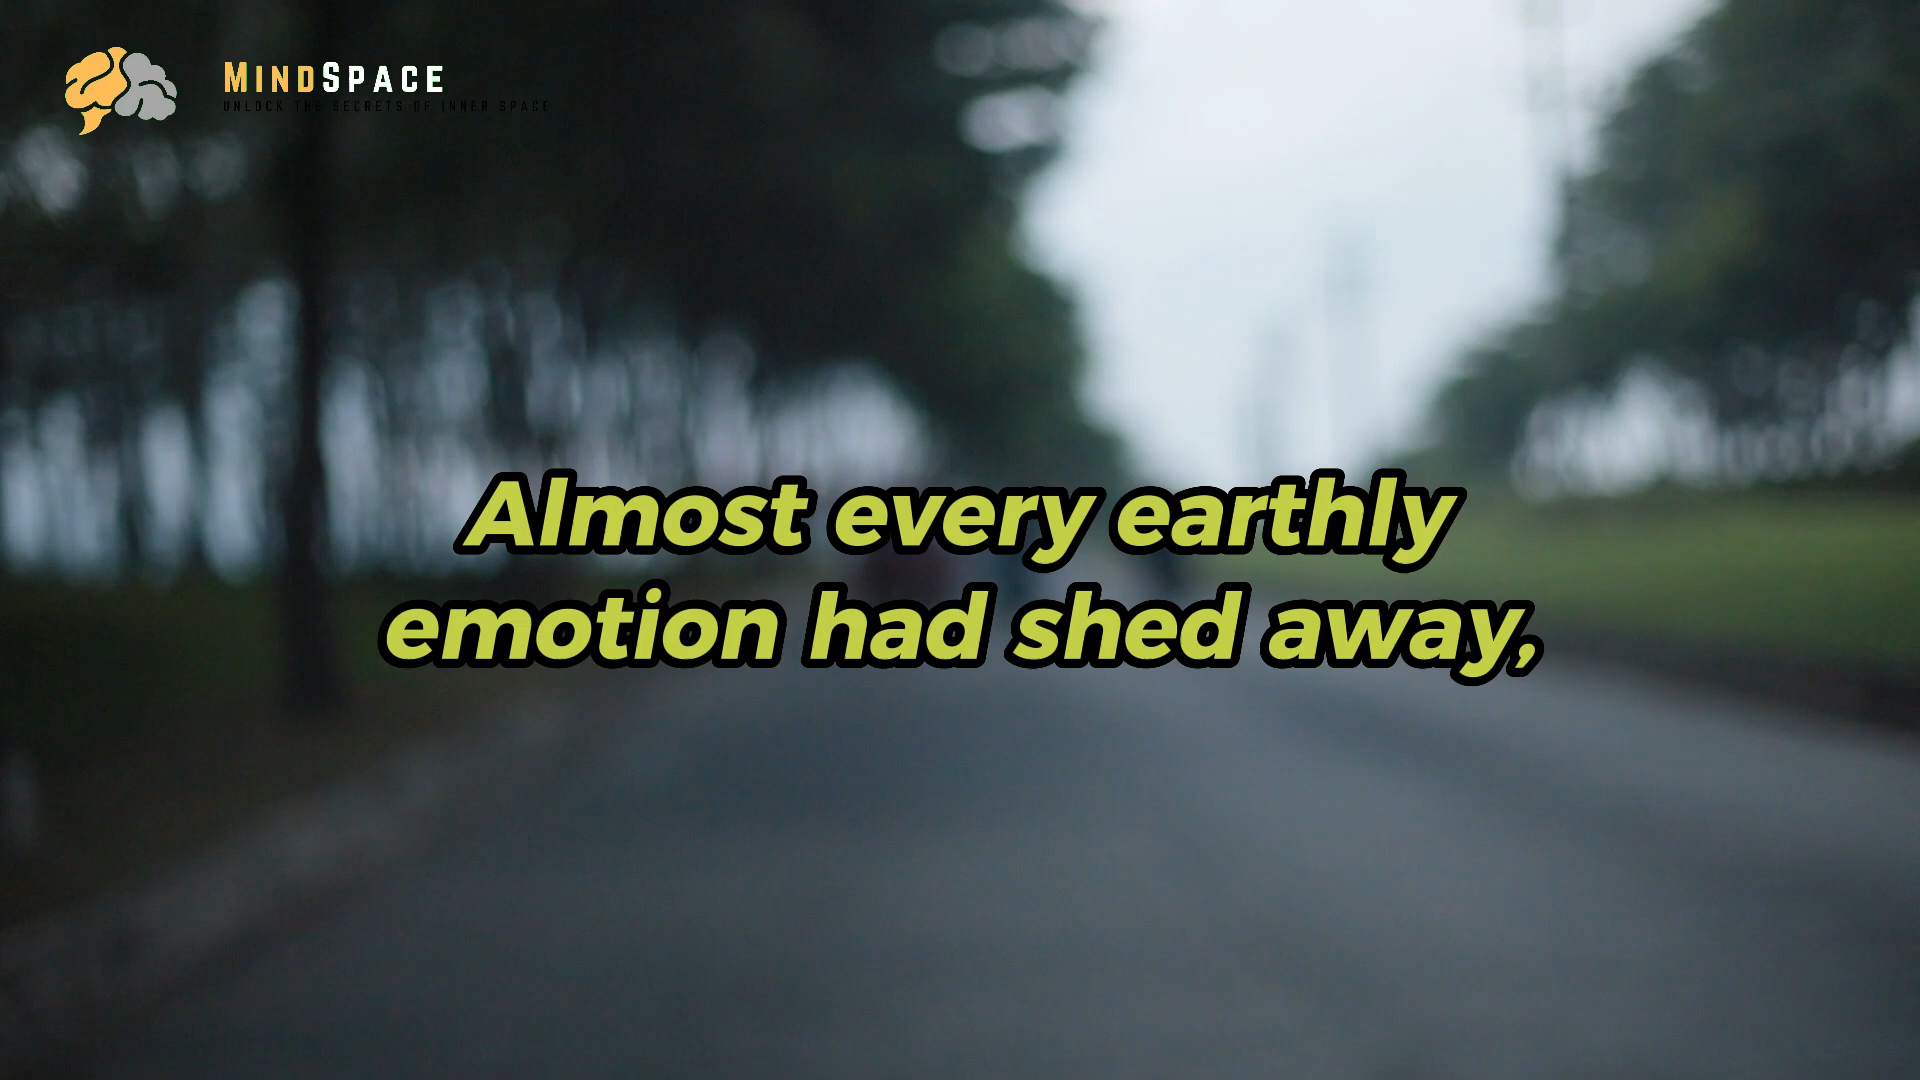 MINDSPACE
UNLOCK THE SECRETS OF INNER SPACE
Almost every earthly
emotion had shed away,